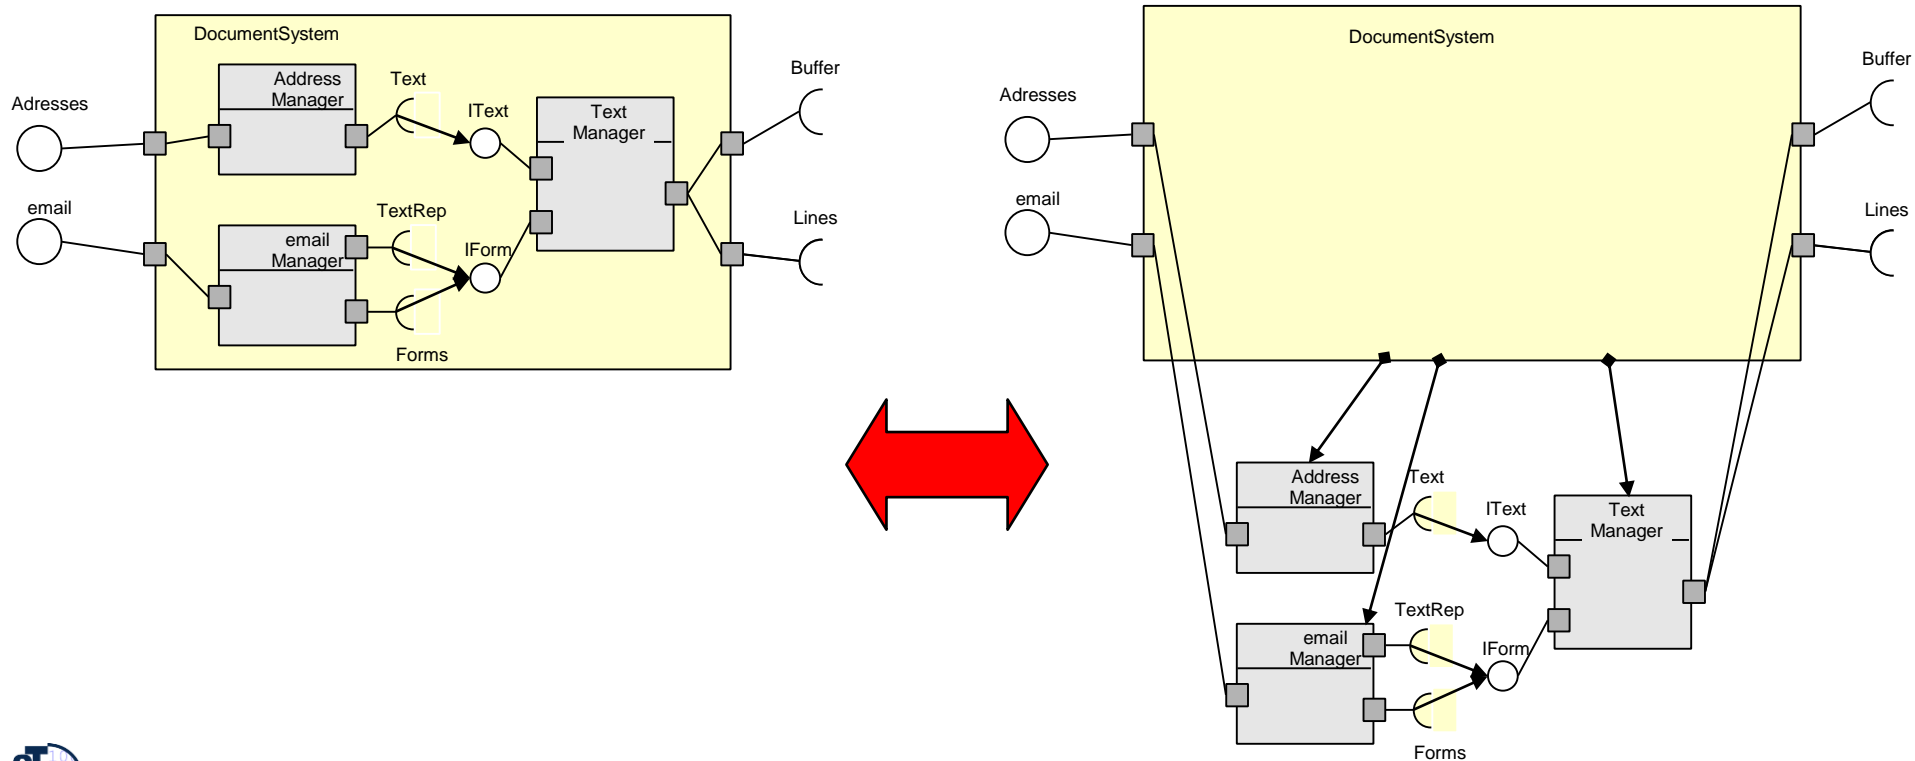 DocumentSystem
Address
Manager
Text
IText
Text
Manager
Buffer
Adresses
email
email
Manager
TextRep
IForm
Lines
Forms
DocumentSystem
Buffer
Adresses
email
Lines
Address
Manager
Text
IText
Text
Manager
TextRep
email
Manager
IForm
Forms